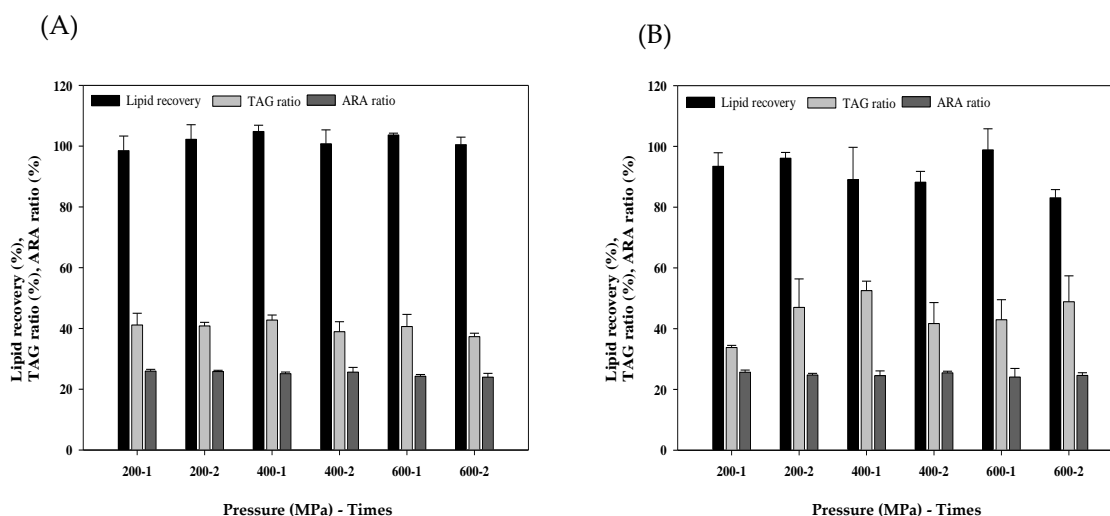 (A)
Lipid recovery (%),
TAG ratio (%), ARA ratio (%)
120
100
80
60
40
20
0
Lipid recovery TAG ratio ARA ratio
200-1 200-2 400-1 400-2 600-1 600-2
Pressure (MPa) - Times
(B)
Lipid recovery (%),
TAG ratio (%), ARA ratio (%)
120
100
80
60
40
20
0
Lipid recovery TAG ratio ARA ratio
200-1 200-2 400-1 400-2 600-1 600-2
Pressure (MPa) - Times